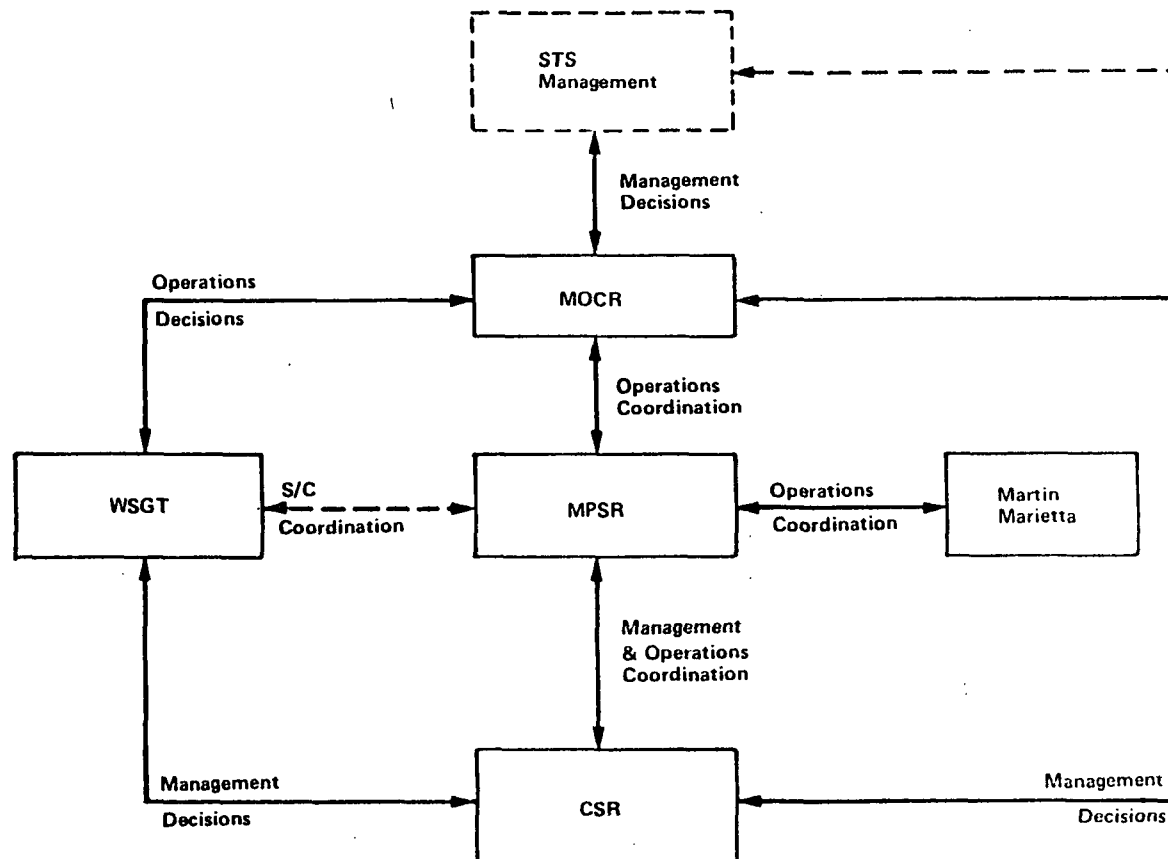 STS
Management
Management
Decisions
Operations
Decisions
MOCR
Operations
Coordination
WSGT
S/C
Coordination
MPSR
Operations
Coordination
Martin
Marietta
Management
& Operations
Coordination
Management
Decisions
CSR
Management
Decisions